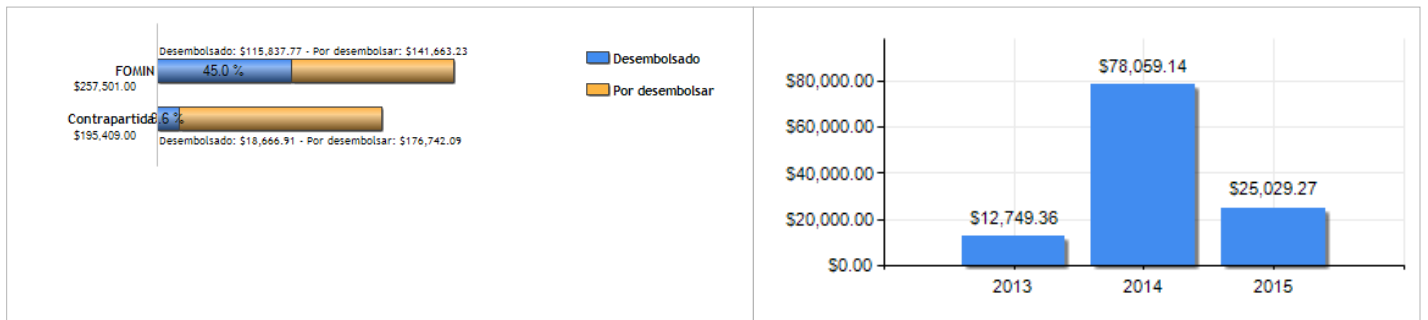 Desembolsado: $115,837.77 - Por desembolsar: $141,663.23
FOMIN
45.0 %
$257,501.00
Contrapartida
$195,409.00
Desembolsado: $18,666.91 - Por desembolsar: $176,742.09
Desembolsado
Por desembolsar
$80,000.00
$60,000.00
$40,000.00
$20,000.00
$0.00
$12,749.36
$78,059.14
$25,029.27
2013
2014
2015